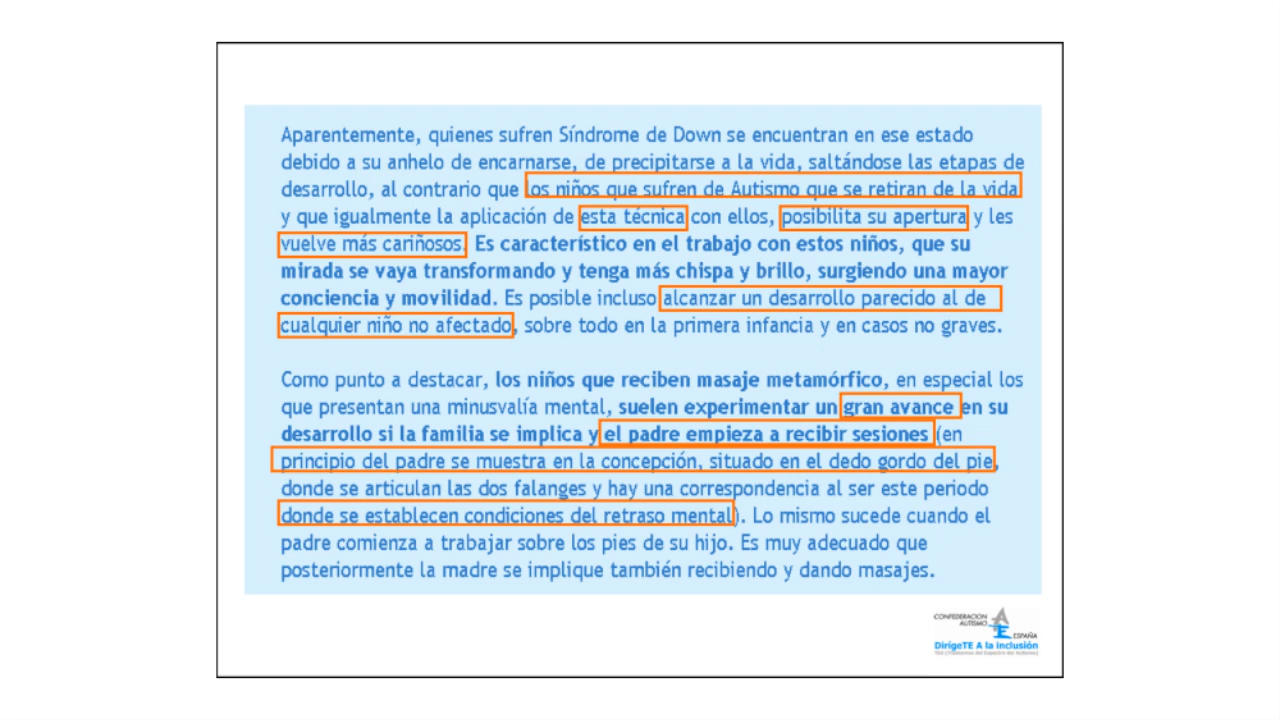 Aparentemente, quienes sufren Síndrome de Down se encuentran en ese estado
debido a su anhelo de encarnarse, de precipitarse a la vida, saltándose las etapas de
desarrollo, al contrario que los niños que sufren de Autismo que se retiran de la vida
y que igualmente la aplicación de esta técnica con ellos, posibilita su apertura y les
vuelve más cariñosos. Es característico en el trabajo con estos niños, que su
mirada se vaya transformando y tenga más chispa y brillo, surgiendo una mayor
conciencia y movilidad. Es posible incluso alcanzar un desarrollo parecido al de
cualquier niño no afectado, sobre todo en la primera infancia y en casos no graves.
Como punto a destacar, los niños que reciben masaje metamórfico, en especial los
que presentan una minusvalía mental, suelen experimentar un gran avance en su
desarrollo si la familia se implica y el padre empieza a recibir sesiones (en
principio del padre se muestra en la concepción, situado en el dedo gordo del pie,
donde se articulan las dos falanges y hay una correspondencia al ser este periodo
donde se establecen condiciones del retraso mental). Lo mismo sucede cuando el
padre comienza a trabajar sobre los pies de su hijo. Es muy adecuado que
posteriormente la madre se implique también recibiendo y dando masajes.
CONFEDERACION
AUTISMO
AE
ESPAÑA
DirígeTE A la inclusión